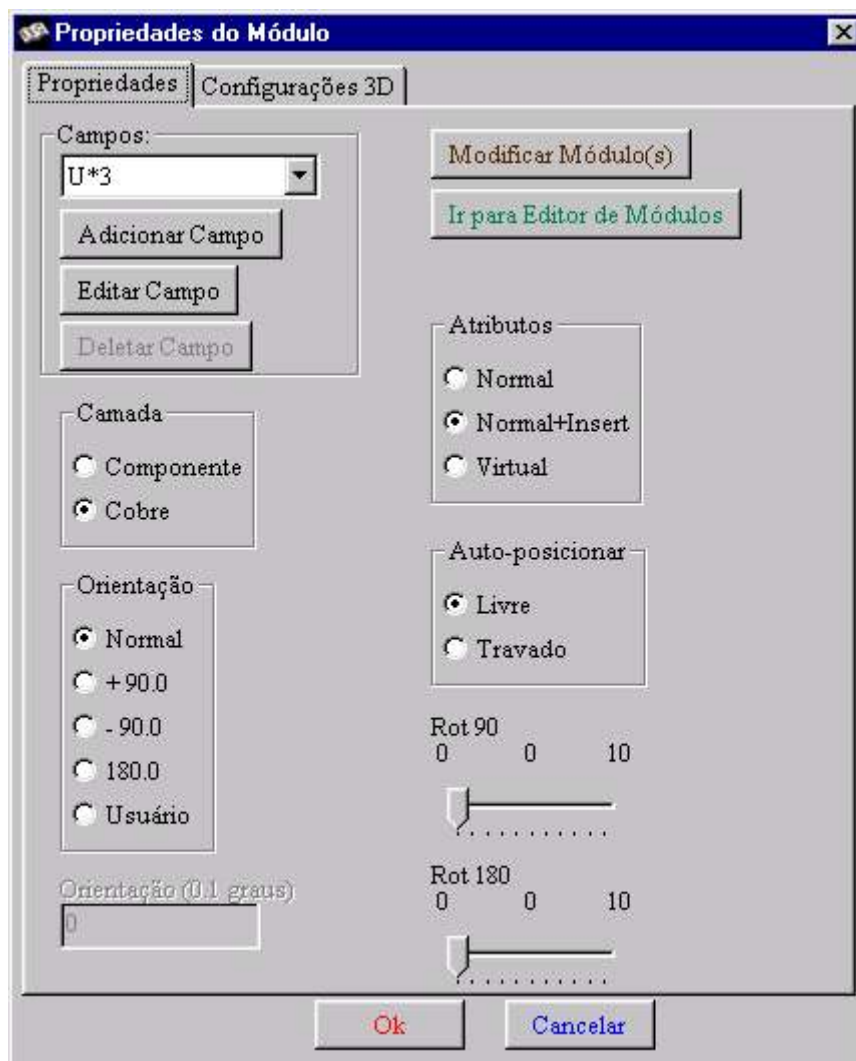 Propriedades do Módulo
Propriedades
Configurações 3D
Campos:
U*3
Adicionar Campo
Editar Campo
Deletar Campo
Camada
Componente
Cobre
Orientação
Normal
+ 90.0
- 90.0
180.0
Usuário
Orientação (0.1 graus)
0
Modificar Módulo(s)
Ir para Editor de Módulos
Atributos
Normal
Normal+Insert
Virtual
Auto-posicionar
Livre
Travado
Rot 90
0 0 10
Rot 180
0 0 10
Ok
Cancelar